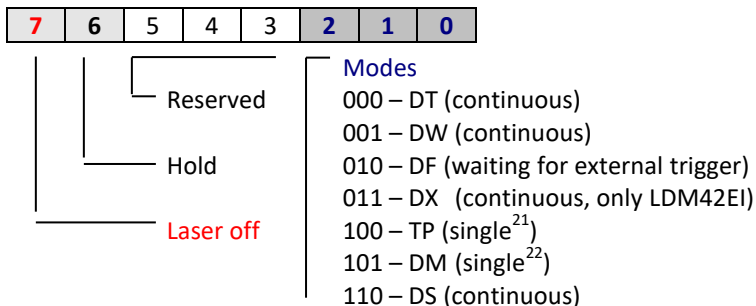 7 6 5 4 3 2 1 0
Modes
Reserved
000 – DT (continuous)
001 – DW (continuous)
Hold
010 – DF (waiting for external trigger)
011 – DX (continuous, only LDM42EI)
Laser off
100 – TP (single²¹)
101 – DM (single²²)
110 – DS (continuous)